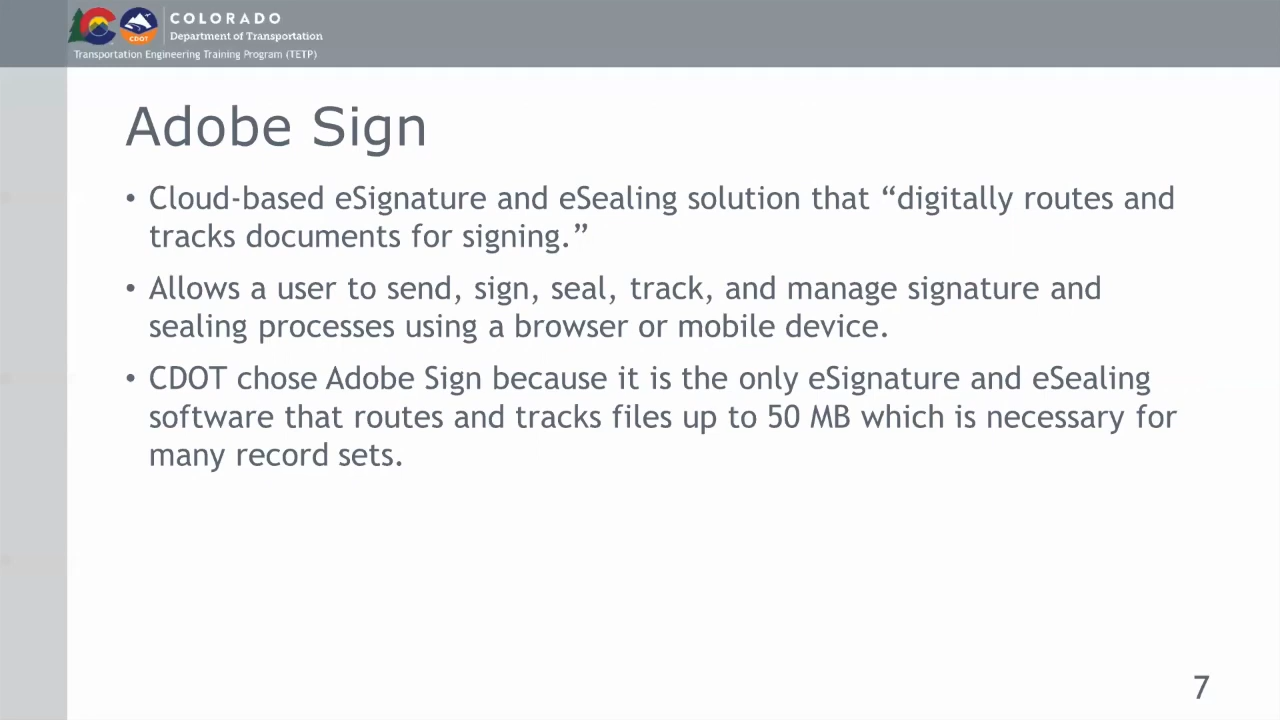 COLORADO
Department of Transportation
CDOT
Transportation Engineering Training Program (TETP)
Adobe Sign
• Cloud-based eSignature and eSealing solution that “digitally routes and
tracks documents for signing.”
• Allows a user to send, sign, seal, track, and manage signature and
sealing processes using a browser or mobile device.
• CDOT chose Adobe Sign because it is the only eSignature and eSealing
software that routes and tracks files up to 50 MB which is necessary for
many record sets.
7